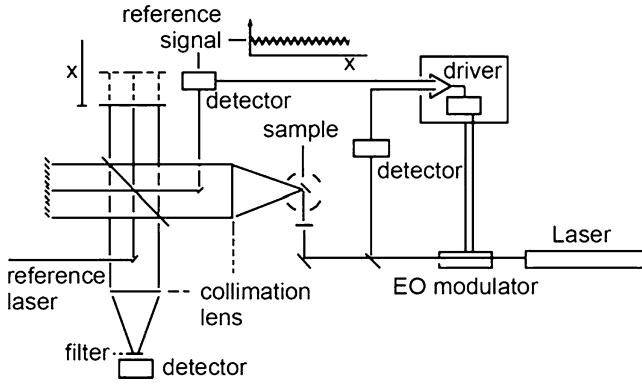 reference
signal
x
x
detector
driver
sample
detector
Laser
EO modulator
reference
laser
collimation
lens
filter
detector